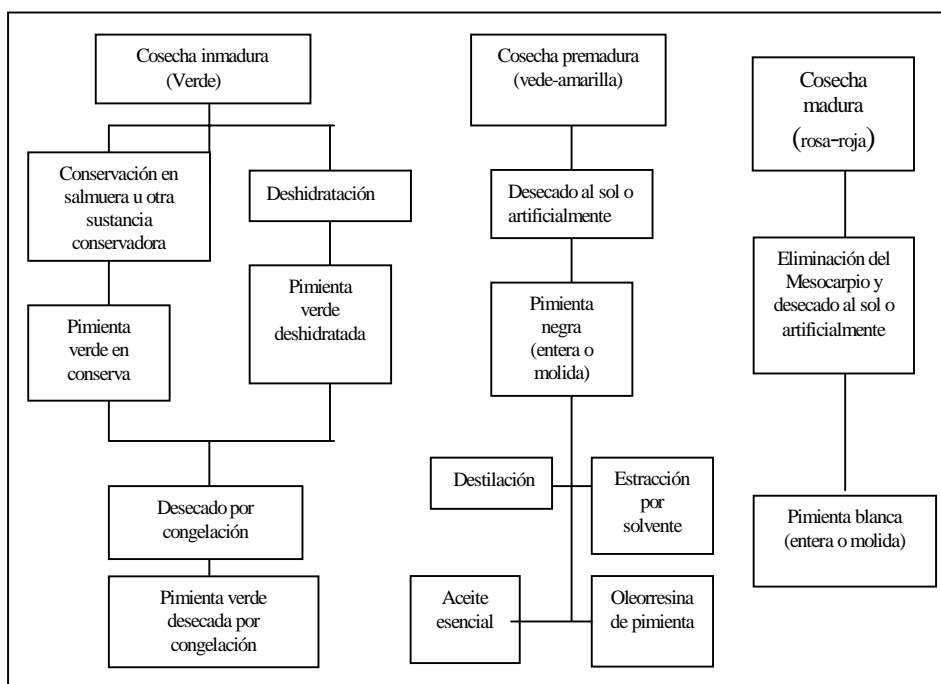 Cosecha inmadura
(Verde)
Conservación en
salmuera u otra
sustancia
conservadora
Deshidratación
Pimienta
verde en
conserva
Pimienta
verde
deshidratada
Desecado por
congelación
Pimienta verde
desecada por
congelación
Cosecha premadura
(vede-amarilla)
Desecado al sol o
artificialmente
Pimienta
negra
(entera o
molida)
Destilación
Estracción
por
solvente
Aceite
esencial
Oleorresina
de pimienta
Cosecha
madura
(rosa-roja)
Eliminación del
Mesocarpio y
desecado al sol o
artificialmente
Pimienta blanca
(entera o molida)